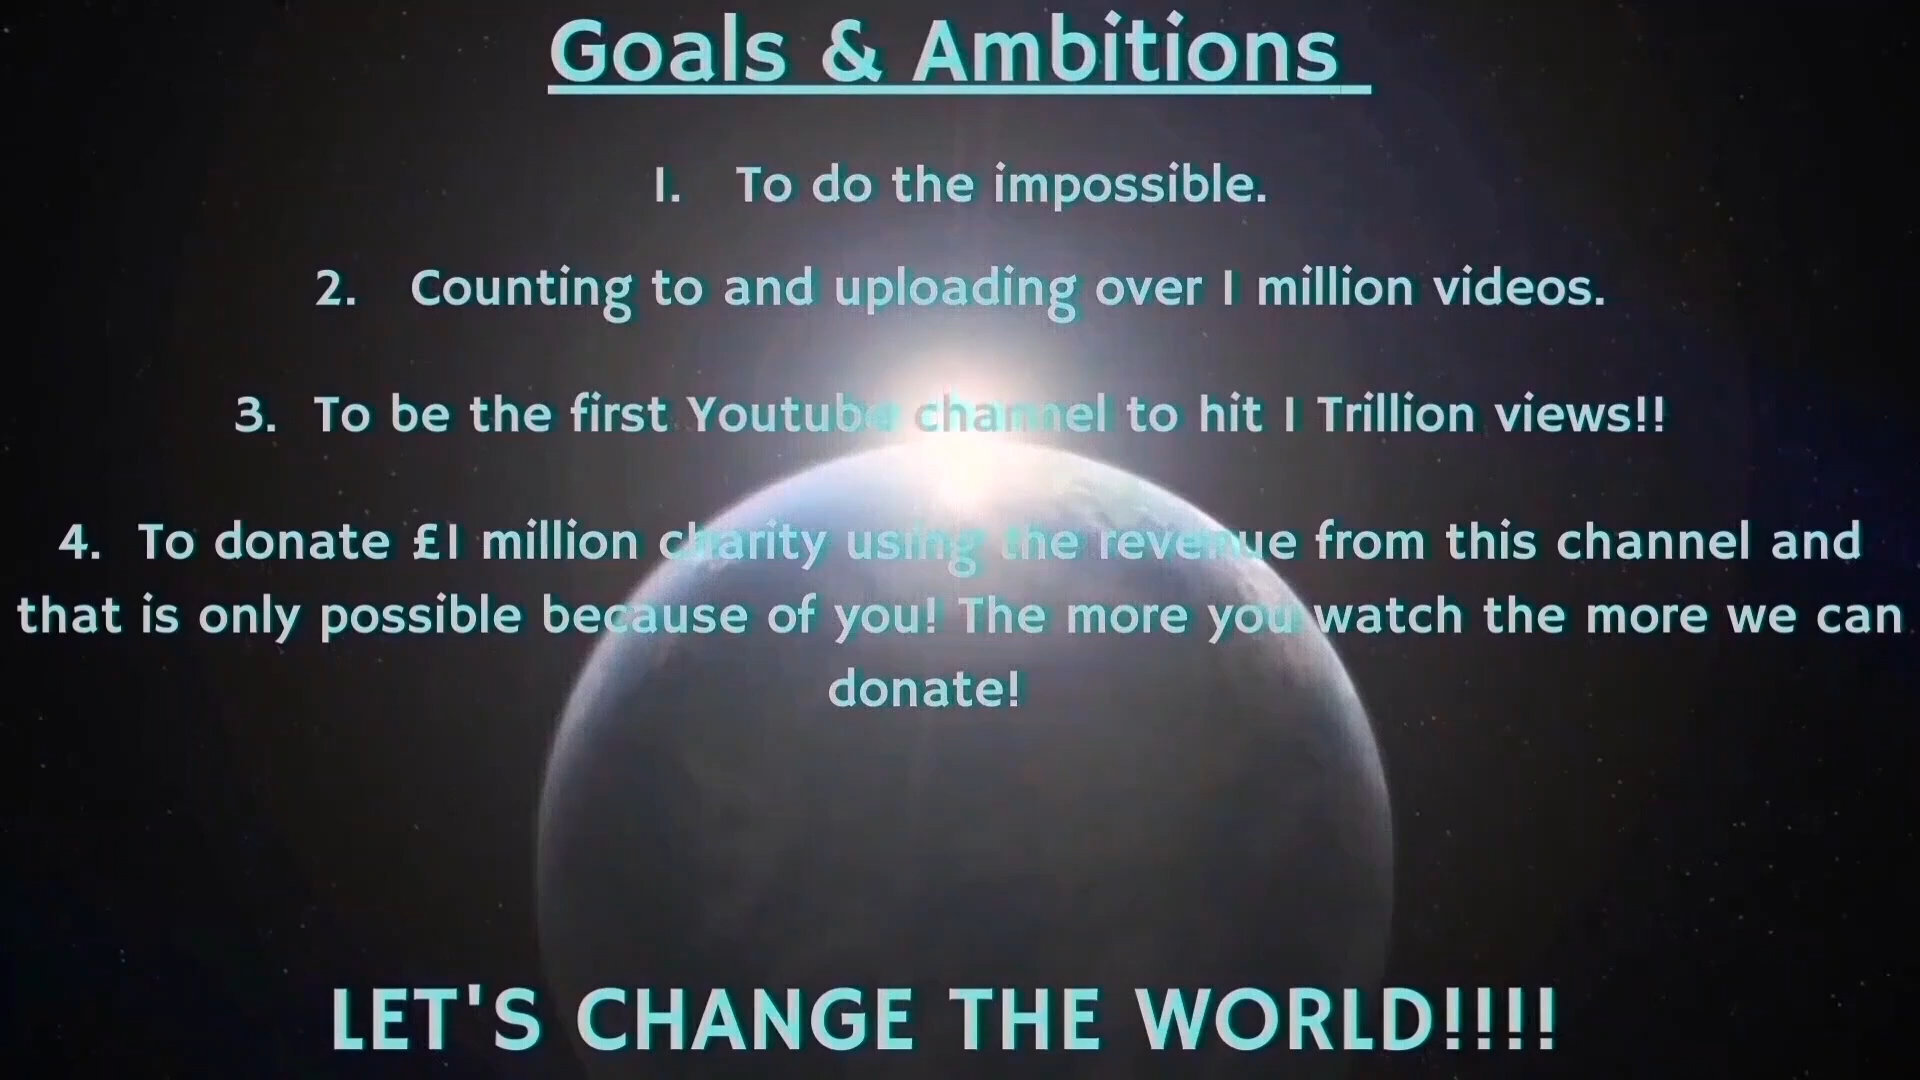 Goals & Ambitions
1. To do the impossible.
2. Counting to and uploading over 1 million videos.
3. To be the first Youtube channel to hit 1 Trillion views!!
4. To donate £1 million charity using the revenue from this channel and
that is only possible because of you! The more you watch the more we can
donate!
LET'S CHANGE THE WORLD!!!!